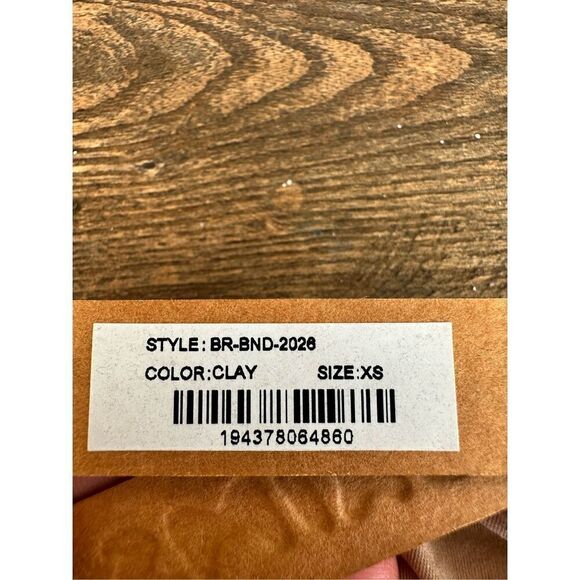 STYLE: BR-BND-2026
COLOR:CLAY SIZE:XS
194378064860